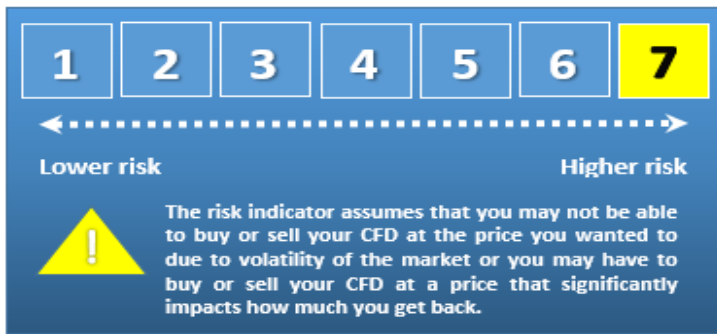 1 2 3 4 5 6 7
Lower risk Higher risk
!
The risk indicator assumes that you may not be able
to buy or sell your CFD at the price you wanted to
due to volatility of the market or you may have to
buy or sell your CFD at a price that significantly
impacts how much you get back.